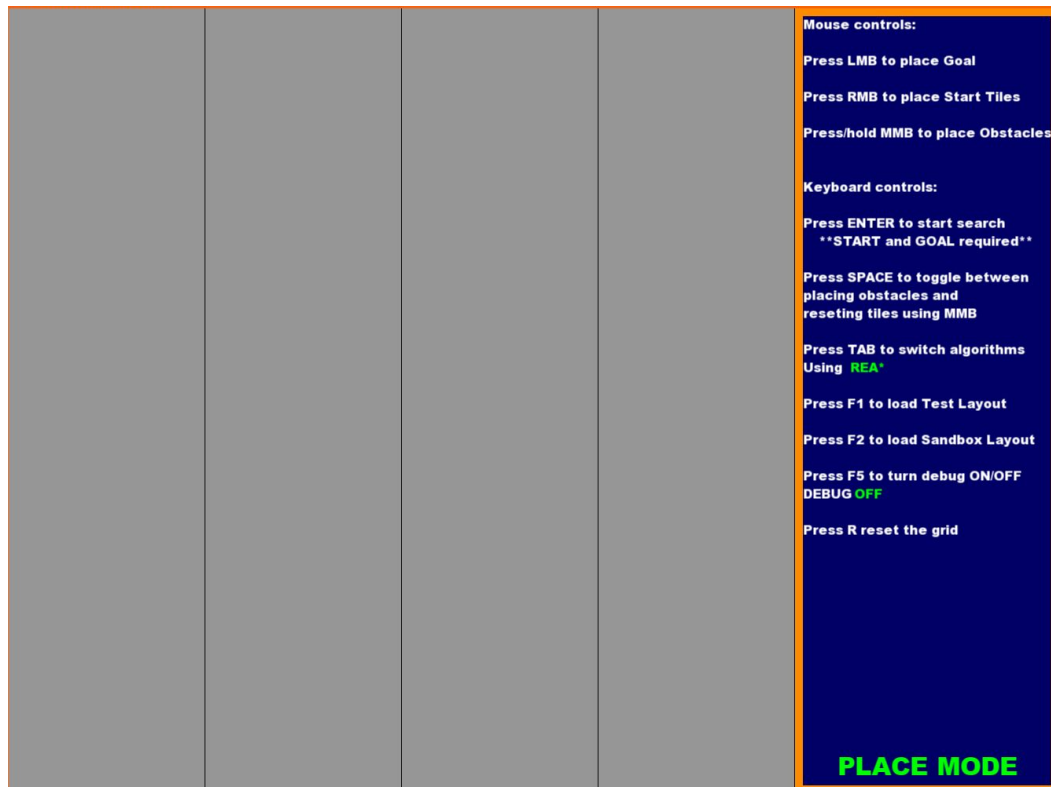 Mouse controls:
Press LMB to place Goal
Press RMB to place Start Tiles
Press/hold MMB to place Obstacles
Keyboard controls:
Press ENTER to start search
**START and GOAL required**
Press SPACE to toggle between
placing obstacles and
reseting tiles using MMB
Press TAB to switch algorithms
Using REA*
Press F1 to load Test Layout
Press F2 to load Sandbox Layout
Press F5 to turn debug ON/OFF
DEBUG OFF
Press R reset the grid
PLACE MODE